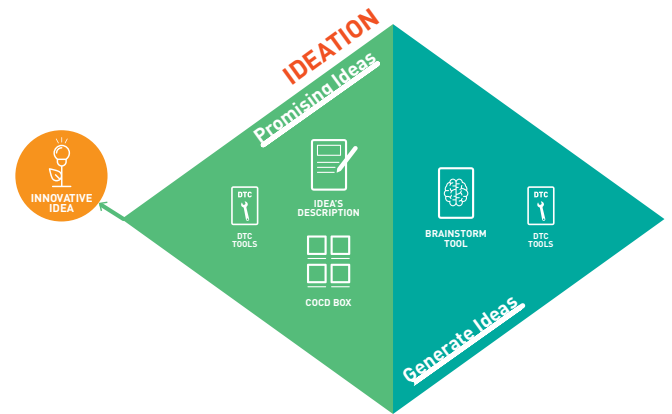 IDEATION
Promising Ideas
INNOVATIVE
IDEA
DTC
DTC
TOOLS
IDEA'S
DESCRIPTION
COCD BOX
BRAINSTORM
TOOL
DTC
DTC
TOOLS
Generate Ideas